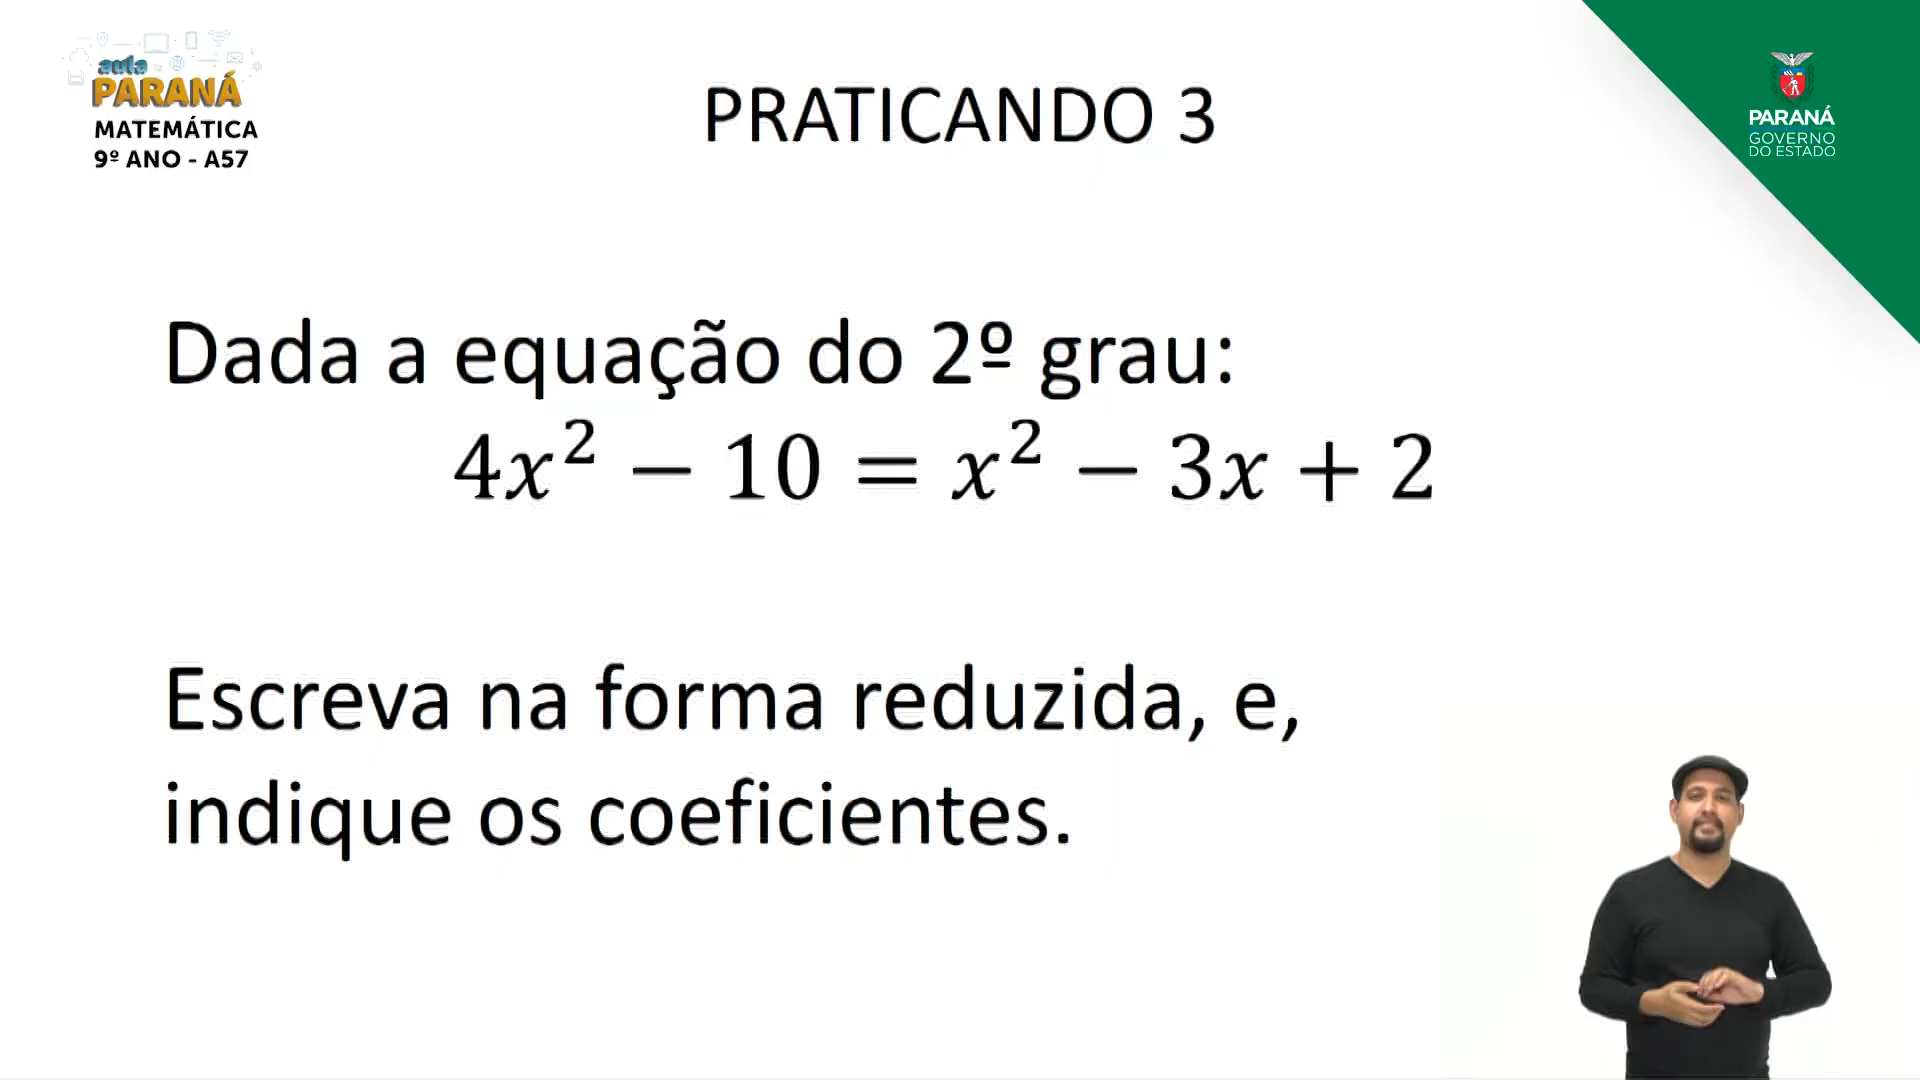 aula
PARANÁ
MATEMÁTICA
9º ANO - A57
PRATICANDO 3
PARANÁ
GOVERNO
DO ESTADO
Dada a equação do 2º grau:
4x² − 10 = x² − 3x + 2
Escreva na forma reduzida, e,
indique os coeficientes.